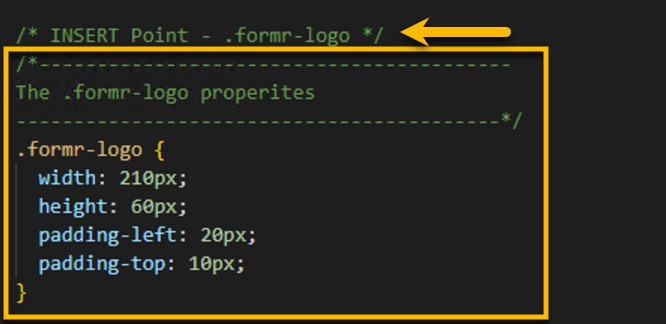 /* INSERT Point - .formr-logo */
/*-----------------------------------------
The .formr-logo properites
------------------------------------------*/
.formr-logo {
  width: 210px;
  height: 60px;
  padding-left: 20px;
  padding-top: 10px;
}